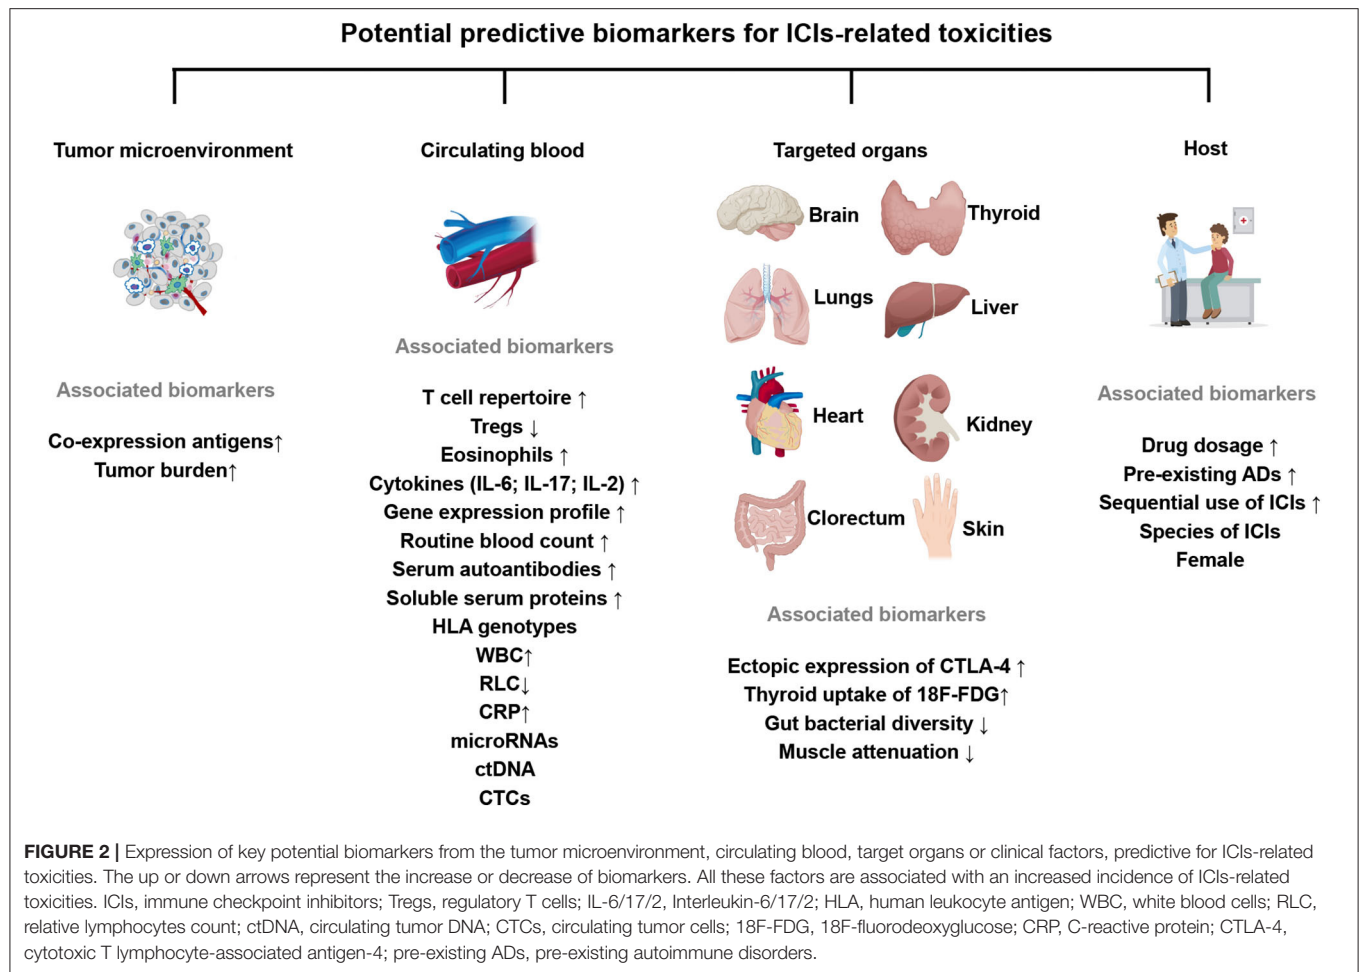 Potential predictive biomarkers for ICIs-related toxicities
Tumor microenvironment
Associated biomarkers
Co-expression antigens↑
Tumor burden↑
Circulating blood
Associated biomarkers
T cell repertoire ↑
Tregs ↓
Eosinophils ↑
Cytokines (IL-6; IL-17; IL-2) ↑
Gene expression profile ↑
Routine blood count ↑
Serum autoantibodies ↑
Soluble serum proteins ↑
HLA genotypes
WBC↑
RLC↓
CRP↑
microRNAs
ctDNA
CTCs
Targeted organs
Brain
Thyroid
Lungs
Liver
Heart
Kidney
Clorectum
Skin
Associated biomarkers
Ectopic expression of CTLA-4 ↑
Thyroid uptake of 18F-FDG↑
Gut bacterial diversity ↓
Muscle attenuation ↓
Host
Associated biomarkers
Drug dosage ↑
Pre-existing ADs ↑
Sequential use of ICIs ↑
Species of ICIs
Female
FIGURE 2 | Expression of key potential biomarkers from the tumor microenvironment, circulating blood, target organs or clinical factors, predictive for ICIs-related
toxicities. The up or down arrows represent the increase or decrease of biomarkers. All these factors are associated with an increased incidence of ICIs-related
toxicities. ICIs, immune checkpoint inhibitors; Tregs, regulatory T cells; IL-6/17/2, Interleukin-6/17/2; HLA, human leukocyte antigen; WBC, white blood cells; RLC,
relative lymphocytes count; ctDNA, circulating tumor DNA; CTCs, circulating tumor cells; 18F-FDG, 18F-fluorodeoxyglucose; CRP, C-reactive protein; CTLA-4,
cytotoxic T lymphocyte-associated antigen-4; pre-existing ADs, pre-existing autoimmune disorders.